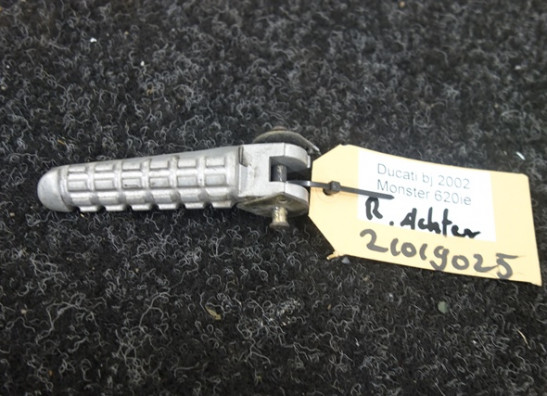 Ducati bj 2002
Monster 620ie
R. Achter
21019025